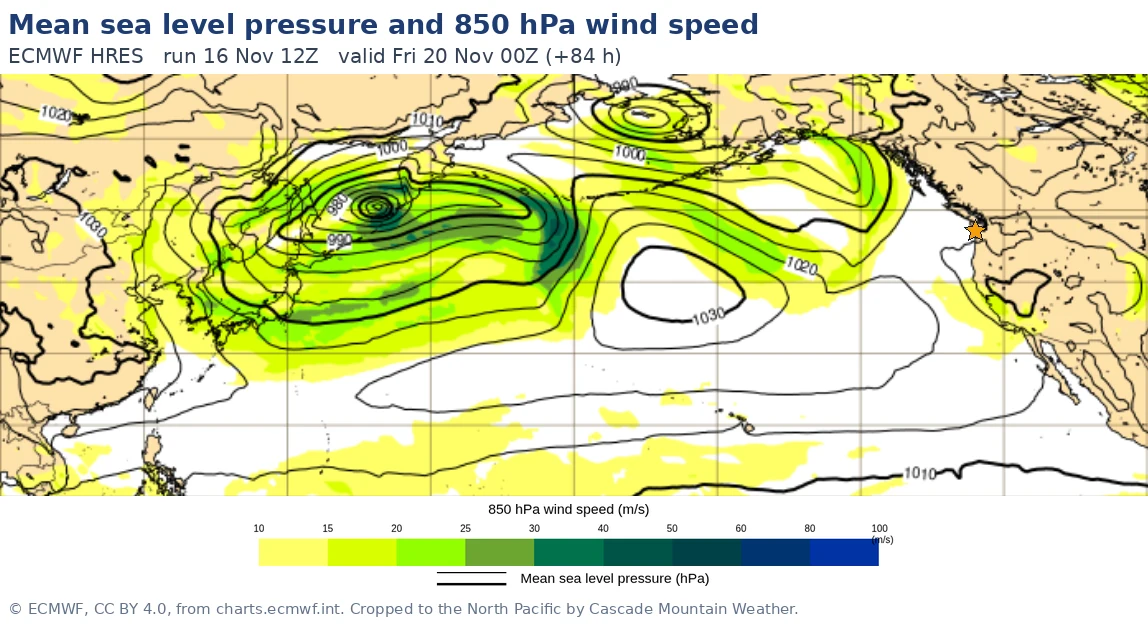 Mean sea level pressure and 850 hPa wind speed
ECMWF HRES run 16 Nov 12Z valid Fri 20 Nov 00Z (+84 h)
990
1020
1010
1000
1000
980
1030
990
1020
1030
1010
850 hPa wind speed (m/s)
10 15 20 25 30 40 50 60 80 100
(m/s)
Mean sea level pressure (hPa)
© ECMWF, CC BY 4.0, from charts.ecmwf.int. Cropped to the North Pacific by Cascade Mountain Weather.